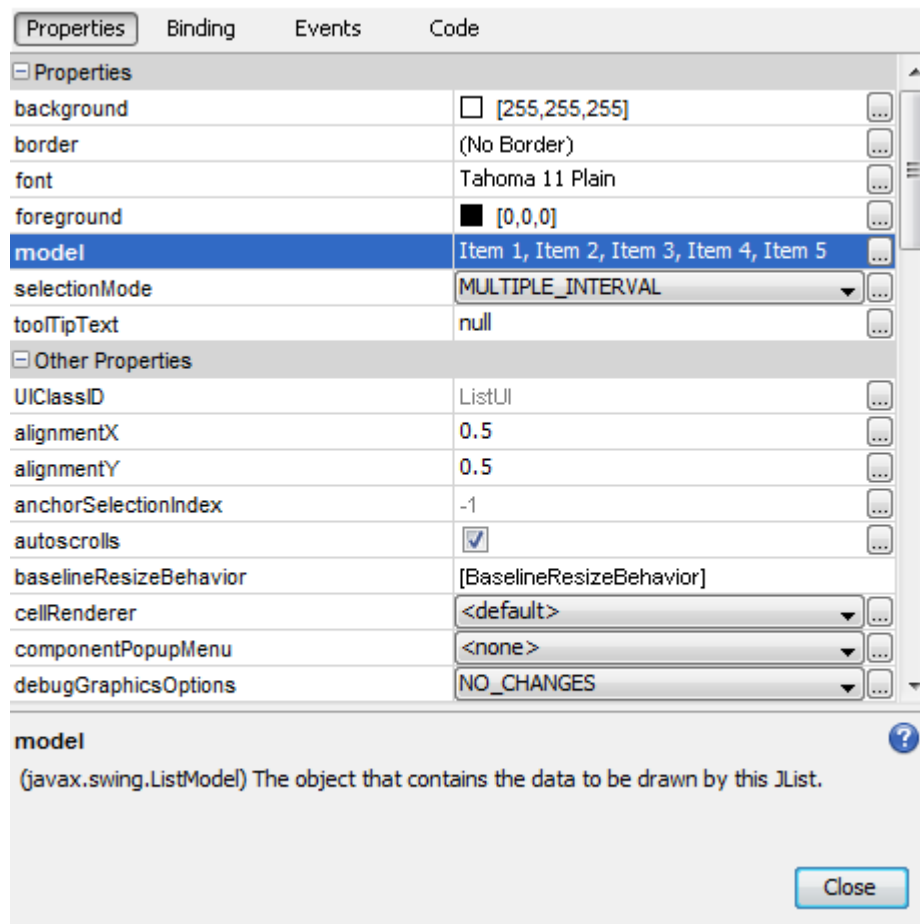 Properties Binding Events Code
Properties
background [255,255,255] ...
border (No Border) ...
font Tahoma 11 Plain ...
foreground [0,0,0] ...
model Item 1, Item 2, Item 3, Item 4, Item 5 ...
selectionMode MULTIPLE_INTERVAL ...
toolTipText null ...
Other Properties
UIClassID ListUI ...
alignmentX 0.5 ...
alignmentY 0.5 ...
anchorSelectionIndex -1 ...
autoscrolls ...
baselineResizeBehavior [BaselineResizeBehavior]
cellRenderer <default> ...
componentPopupMenu <none> ...
debugGraphicsOptions NO_CHANGES ...
model ?
(javax.swing.ListModel) The object that contains the data to be drawn by this JList.
Close